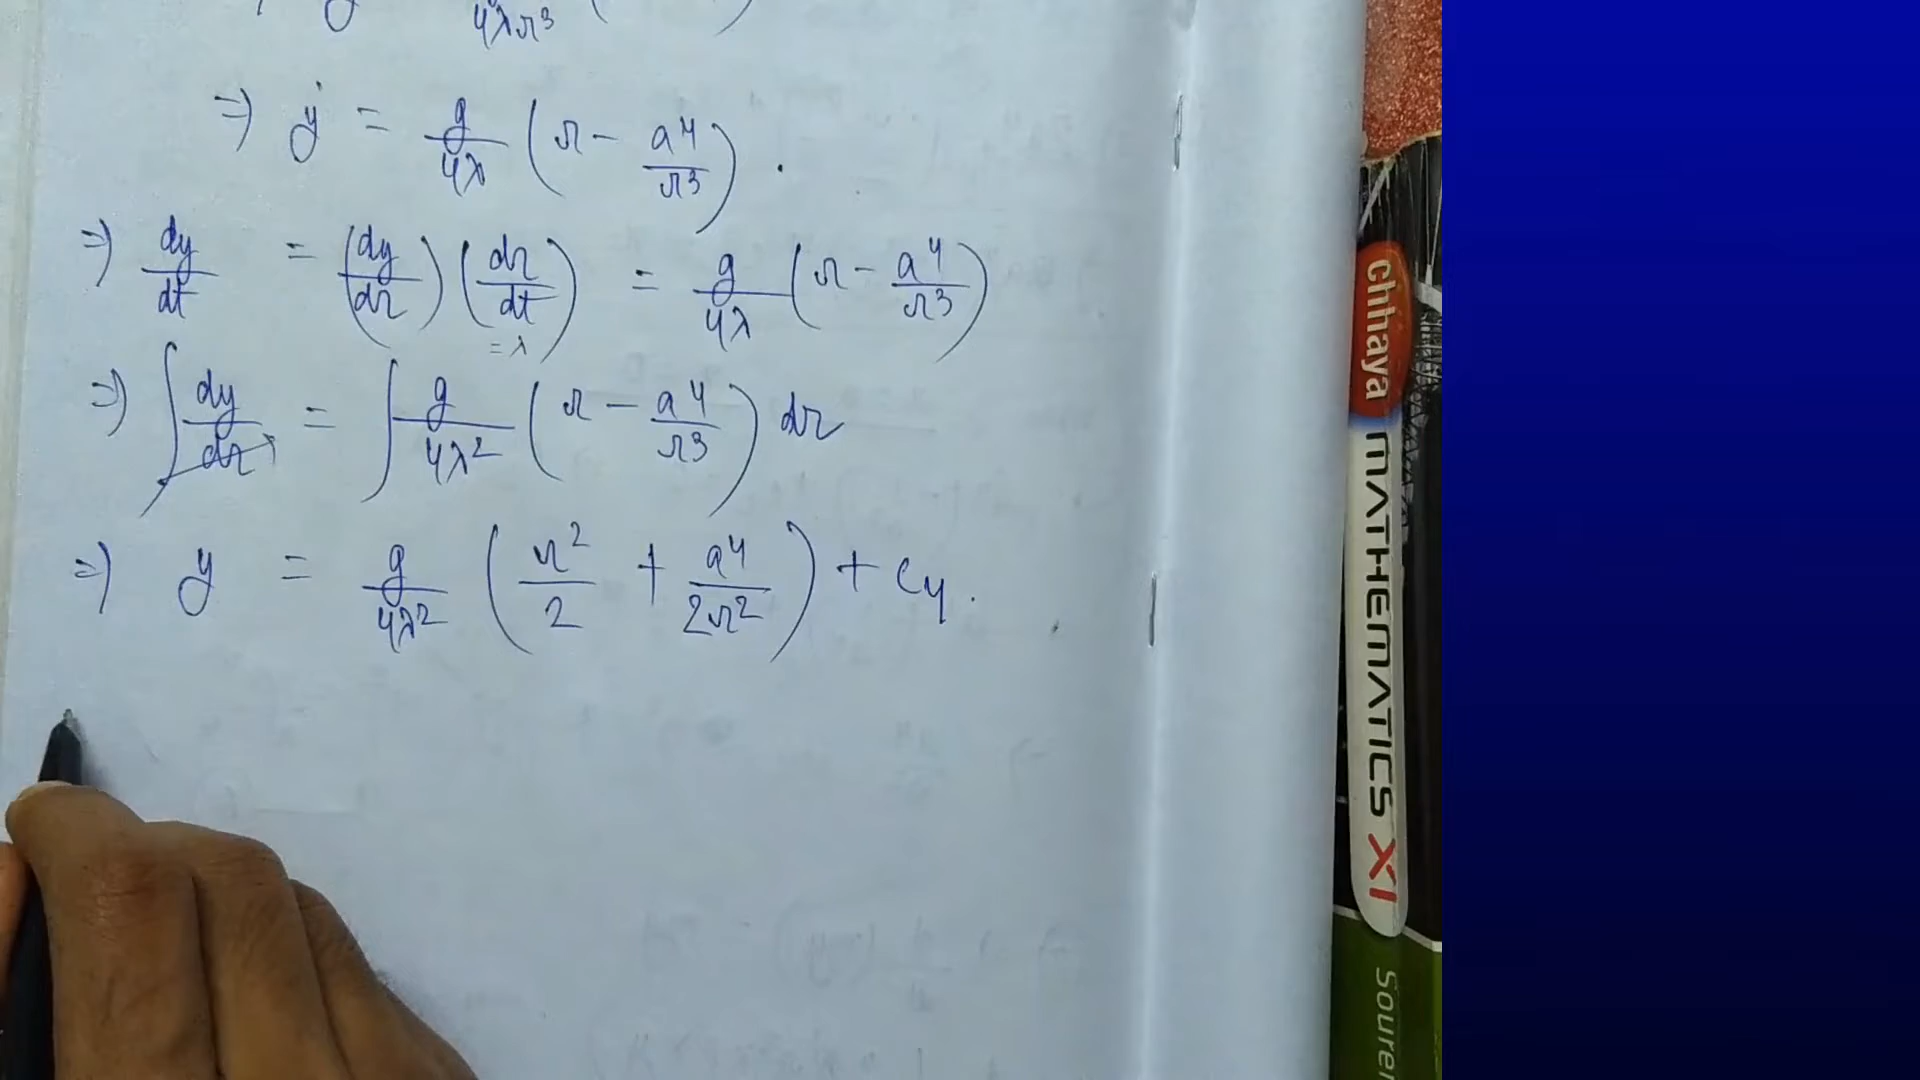 4λr³
⇒ ẏ = g/4λ (r − a⁴/r³).
⇒ dy/dt = (dy/dr)(dr/dt) = g/4λ (r − a⁴/r³)
= λ
⇒ ∫ dy/dr = ∫ g/4λ² (r − a⁴/r³) dr
⇒ y = g/4λ² (r²/2 + a⁴/2r²) + c₄.
chhaya MATHEMATICS XI